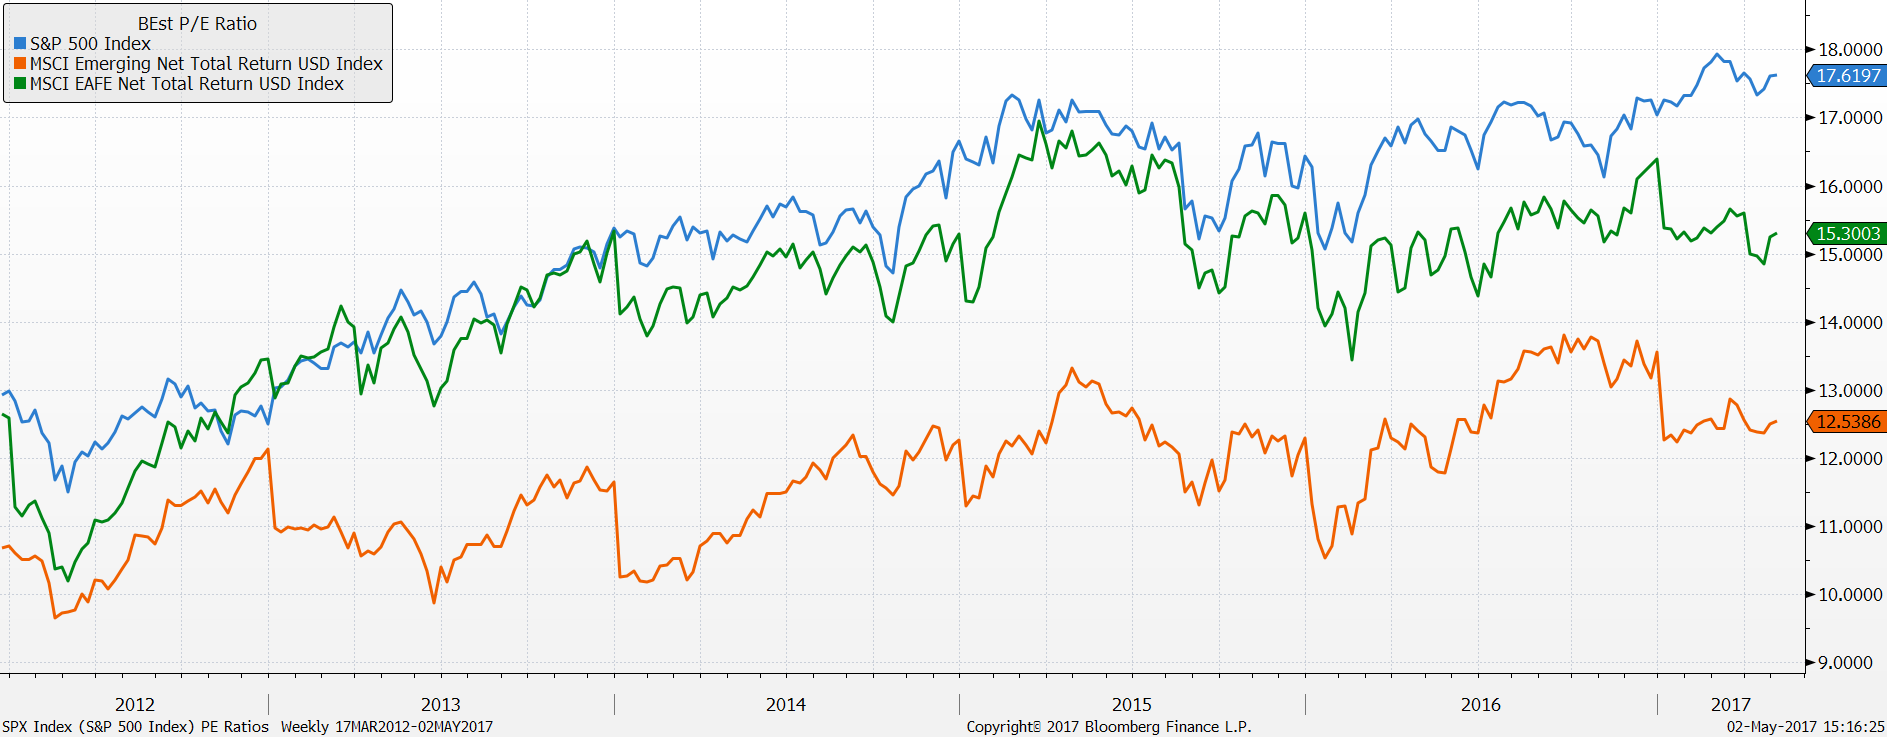 BEst P/E Ratio
S&P 500 Index
MSCI Emerging Net Total Return USD Index
MSCI EAFE Net Total Return USD Index
18.0000
17.6197
17.0000
16.0000
15.3003
15.0000
14.0000
13.0000
12.5386
12.0000
11.0000
10.0000
9.0000
2012 2013 2014 2015 2016 2017
SPX Index (S&P 500 Index) PE Ratios Weekly 17MAR2012-02MAY2017 Copyright© 2017 Bloomberg Finance L.P. 02-May-2017 15:16:25